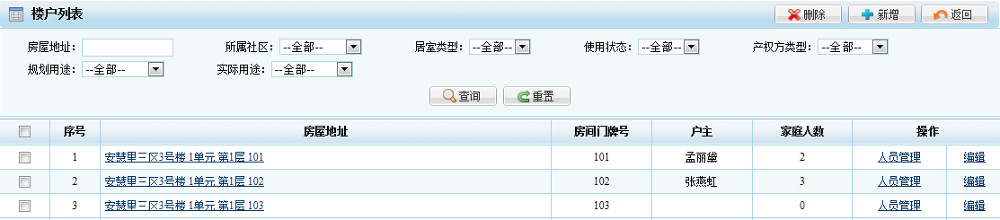 楼户列表 删除 新增 返回
房屋地址: 所属社区: --全部-- 居室类型: --全部-- 使用状态: --全部-- 产权方类型: --全部--
规划用途: --全部-- 实际用途: --全部--
查询 重置
序号 房屋地址 房间门牌号 户主 家庭人数 操作
1 安慧里三区3号楼 1单元 第1层 101 101 孟丽黛 2 人员管理 编辑
2 安慧里三区3号楼 1单元 第1层 102 102 张燕虹 3 人员管理 编辑
3 安慧里三区3号楼 1单元 第1层 103 103 0 人员管理 编辑